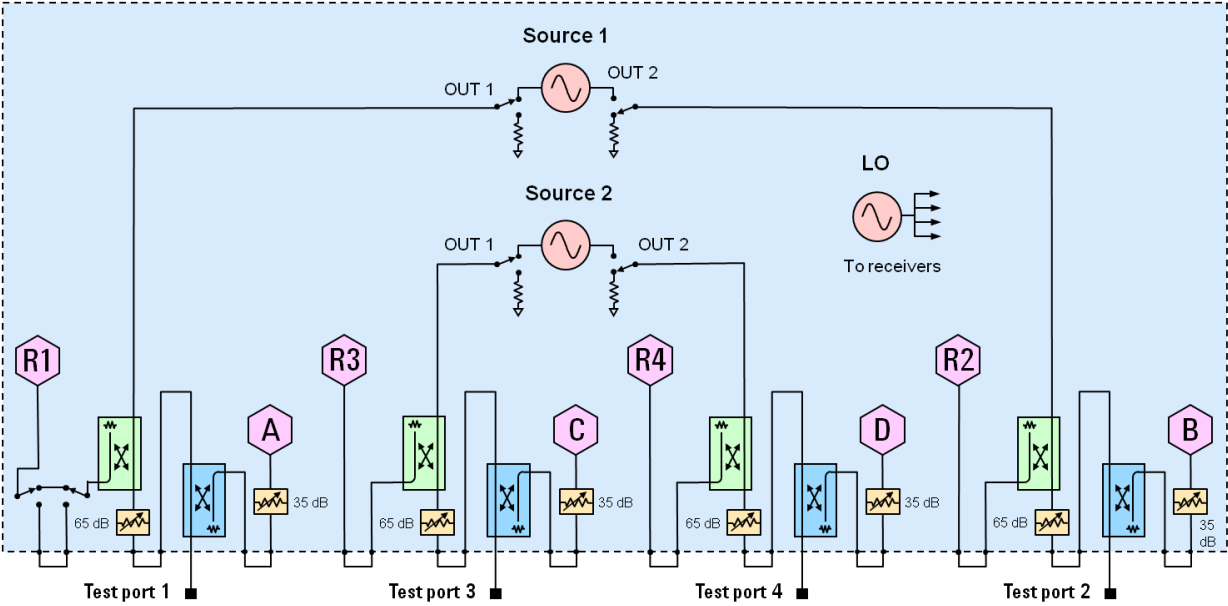 Source 1
OUT 1
OUT 2
Source 2
OUT 1
OUT 2
LO
To receivers
R1
R3
R4
R2
A
C
D
B
65 dB
35 dB
65 dB
35 dB
65 dB
35 dB
65 dB
35
dB
Test port 1
Test port 3
Test port 4
Test port 2